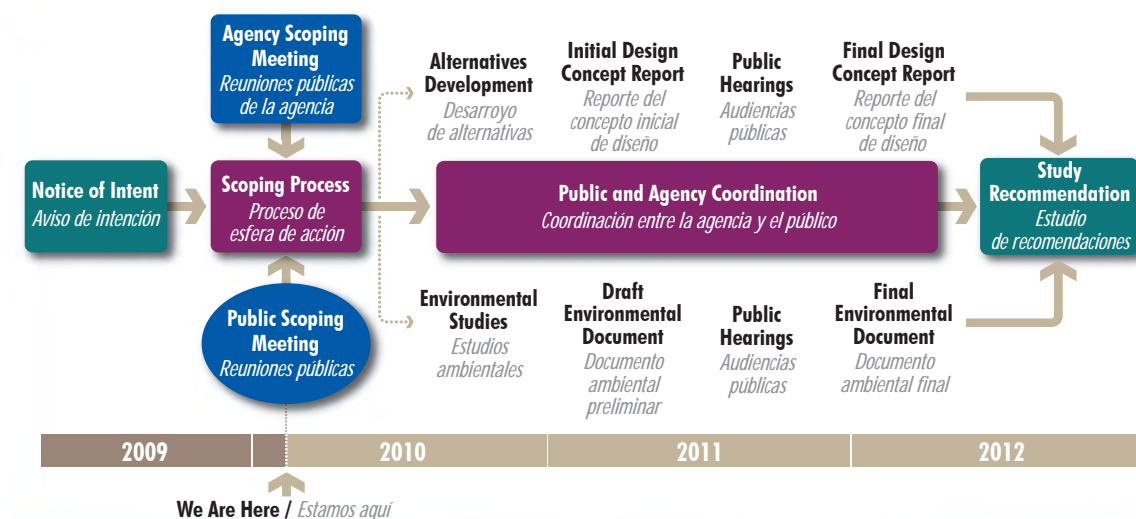 Agency Scoping
Meeting
Reuniones públicas
de la agencia
Alternatives
Development
Desarroyo
de alternativas
Initial Design
Concept Report
Reporte del
concepto inicial
de diseño
Public
Hearings
Audiencias
públicas
Final Design
Concept Report
Reporte del
concepto final
de diseño
Notice of Intent
Aviso de intención
Scoping Process
Proceso de
esfera de acción
Public and Agency Coordination
Coordinación entre la agencia y el público
Study
Recommendation
Estudio
de recomendaciones
Public Scoping
Meeting
Reuniones públicas
Environmental
Studies
Estudios
ambientales
Draft
Environmental
Document
Documento
ambiental
preliminar
Public
Hearings
Audiencias
públicas
Final
Environmental
Document
Documento
ambiental final
2009
2010
2011
2012
We Are Here / Estamos aquí